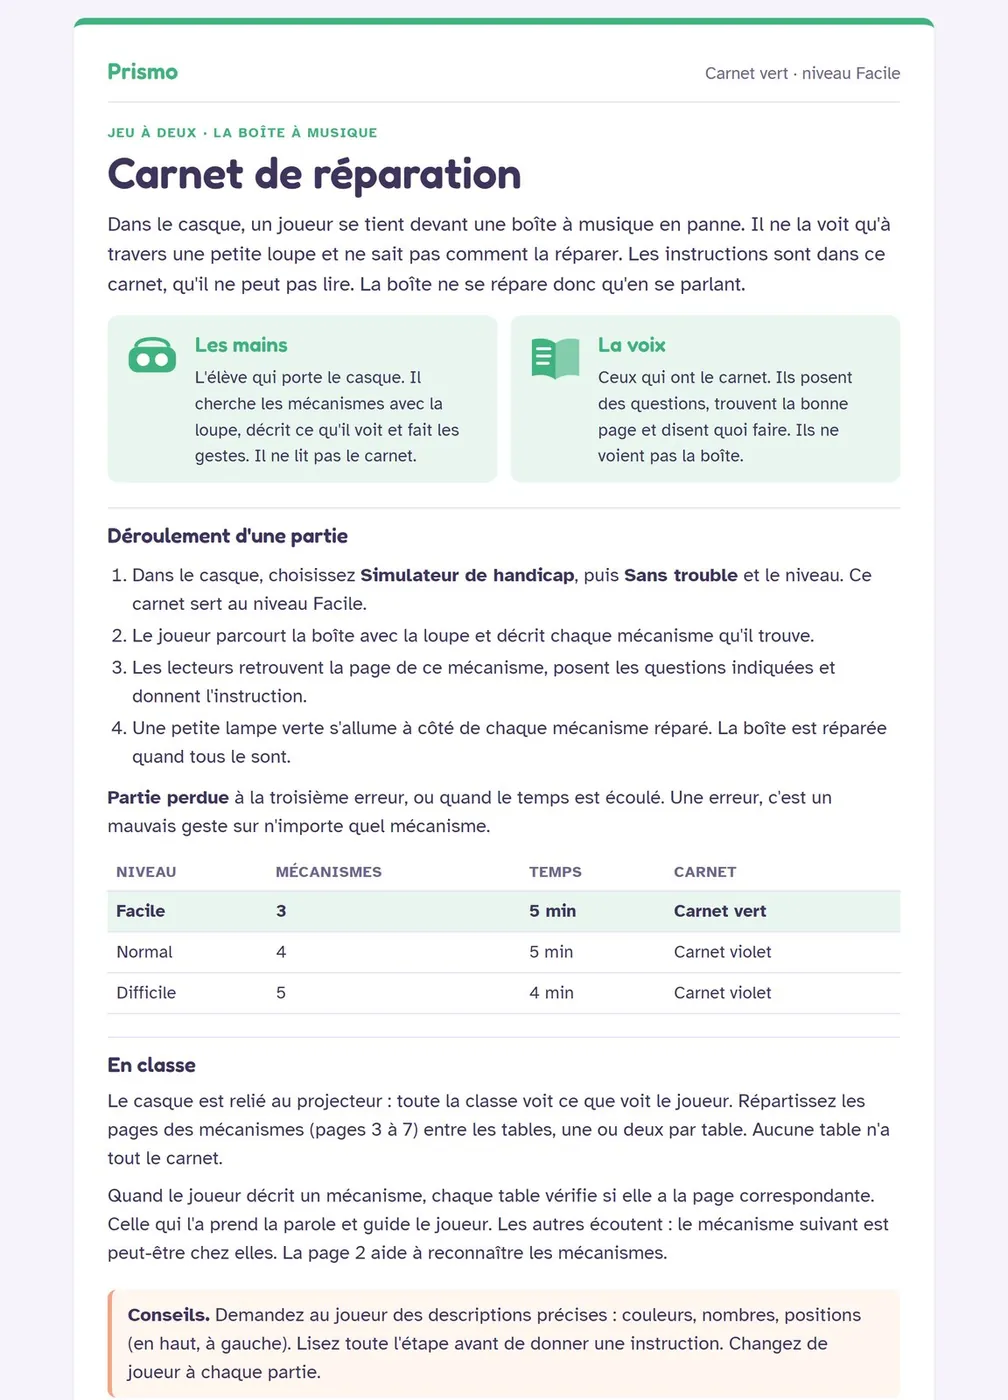 Prismo
Carnet vert · niveau Facile
JEU À DEUX · LA BOÎTE À MUSIQUE
Carnet de réparation
Dans le casque, un joueur se tient devant une boîte à musique en panne. Il ne la voit qu'à
travers une petite loupe et ne sait pas comment la réparer. Les instructions sont dans ce
carnet, qu'il ne peut pas lire. La boîte ne se répare donc qu'en se parlant.
Les mains
L'élève qui porte le casque. Il
cherche les mécanismes avec la
loupe, décrit ce qu'il voit et fait les
gestes. Il ne lit pas le carnet.
La voix
Ceux qui ont le carnet. Ils posent
des questions, trouvent la bonne
page et disent quoi faire. Ils ne
voient pas la boîte.
Déroulement d'une partie
1. Dans le casque, choisissez Simulateur de handicap, puis Sans trouble et le niveau. Ce
carnet sert au niveau Facile.
2. Le joueur parcourt la boîte avec la loupe et décrit chaque mécanisme qu'il trouve.
3. Les lecteurs retrouvent la page de ce mécanisme, posent les questions indiquées et
donnent l'instruction.
4. Une petite lampe verte s'allume à côté de chaque mécanisme réparé. La boîte est réparée
quand tous le sont.
Partie perdue à la troisième erreur, ou quand le temps est écoulé. Une erreur, c'est un
mauvais geste sur n'importe quel mécanisme.
NIVEAU MÉCANISMES TEMPS CARNET
Facile 3 5 min Carnet vert
Normal 4 5 min Carnet violet
Difficile 5 4 min Carnet violet
En classe
Le casque est relié au projecteur : toute la classe voit ce que voit le joueur. Répartissez les
pages des mécanismes (pages 3 à 7) entre les tables, une ou deux par table. Aucune table n'a
tout le carnet.
Quand le joueur décrit un mécanisme, chaque table vérifie si elle a la page correspondante.
Celle qui l'a prend la parole et guide le joueur. Les autres écoutent : le mécanisme suivant est
peut-être chez elles. La page 2 aide à reconnaître les mécanismes.
Conseils. Demandez au joueur des descriptions précises : couleurs, nombres, positions
(en haut, à gauche). Lisez toute l'étape avant de donner une instruction. Changez de
joueur à chaque partie.